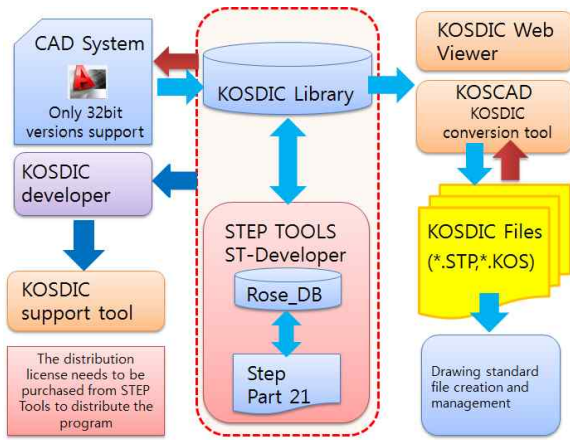 CAD System
Only 32bit
versions support
KOSDIC
developer
KOSDIC
support tool
The distribution
license needs to be
purchased from STEP
Tools to distribute the
program
KOSDIC Library
STEP TOOLS
ST-Developer
Rose_DB
Step
Part 21
KOSDIC Web
Viewer
KOSCAD
KOSDIC
conversion tool
KOSDIC Files
(*.STP,*.KOS)
Drawing standard
file creation and
management